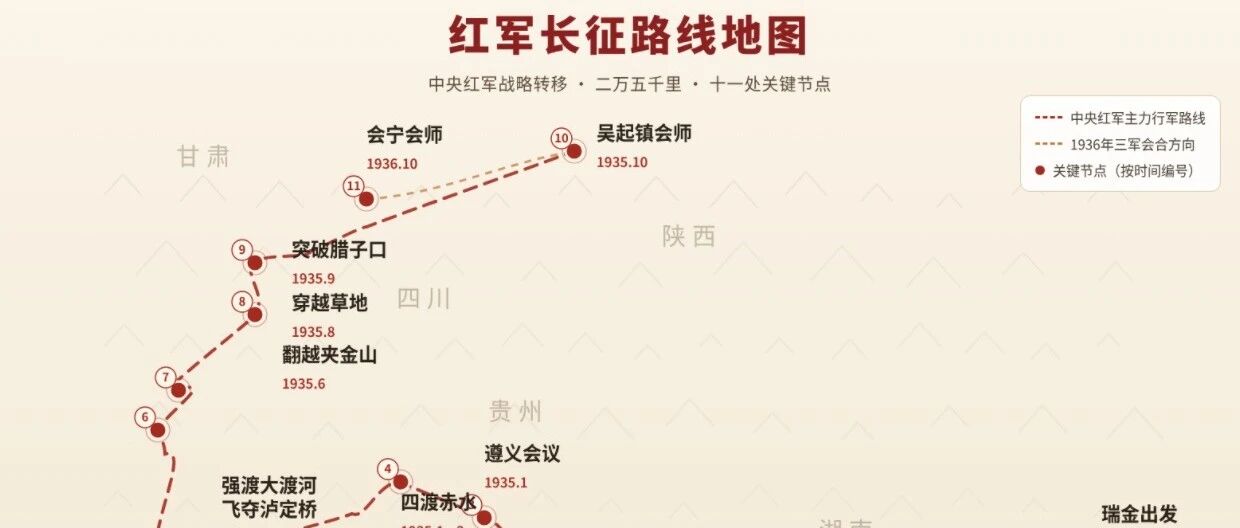 红军长征路线地图
中央红军战略转移 · 二万五千里 · 十一处关键节点
中央红军主力行军路线
1936年三军会合方向
关键节点（按时间编号）
甘肃
会宁会师
1936.10
11
10
吴起镇会师
1935.10
陕西
9
突破腊子口
1935.9
8
穿越草地
1935.8
四川
翻越夹金山
1935.6
7
6
贵州
遵义会议
1935.1
4
四渡赤水
强渡大渡河
飞夺泸定桥
瑞金出发